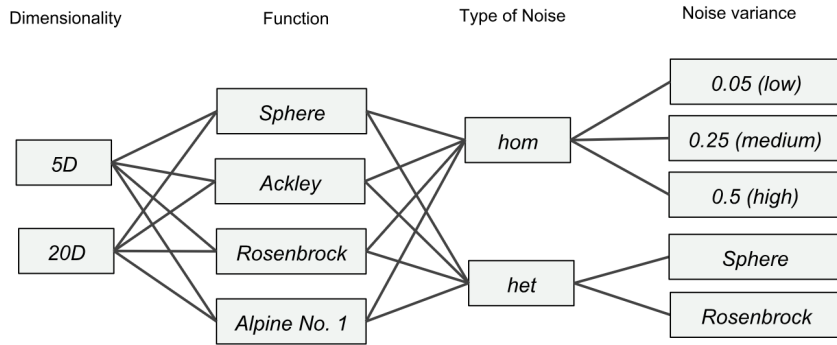 Dimensionality
Function
Type of Noise
Noise variance
5D
20D
Sphere
Ackley
Rosenbrock
Alpine No. 1
hom
het
0.05 (low)
0.25 (medium)
0.5 (high)
Sphere
Rosenbrock